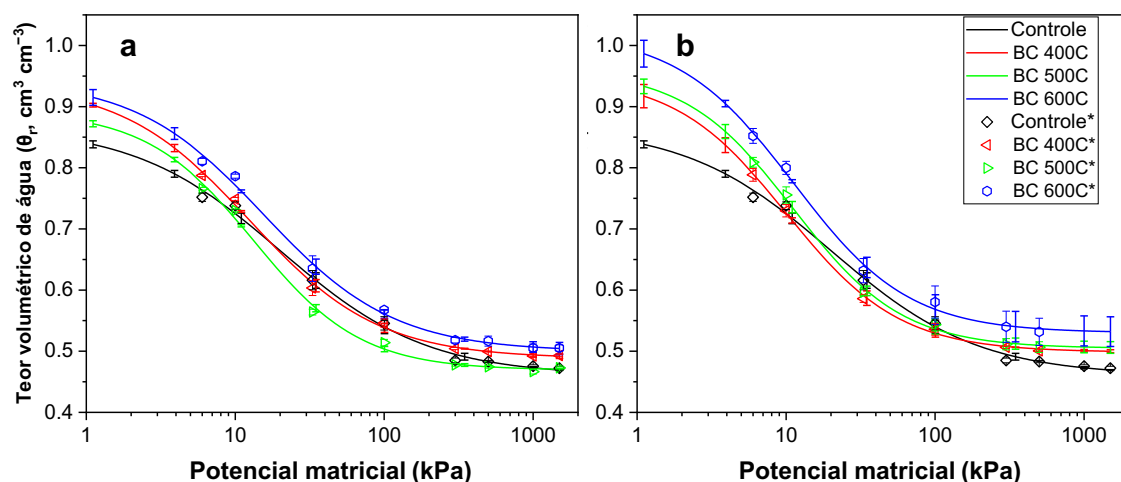 Teor volumétrico de água (θr, cm³ cm⁻³)
a
1.0
0.9
0.8
0.7
0.6
0.5
0.4
1 10 100 1000
Potencial matricial (kPa)
b
1.0
0.9
0.8
0.7
0.6
0.5
0.4
1 10 100 1000
Potencial matricial (kPa)
Controle
BC 400C
BC 500C
BC 600C
Controle*
BC 400C*
BC 500C*
BC 600C*